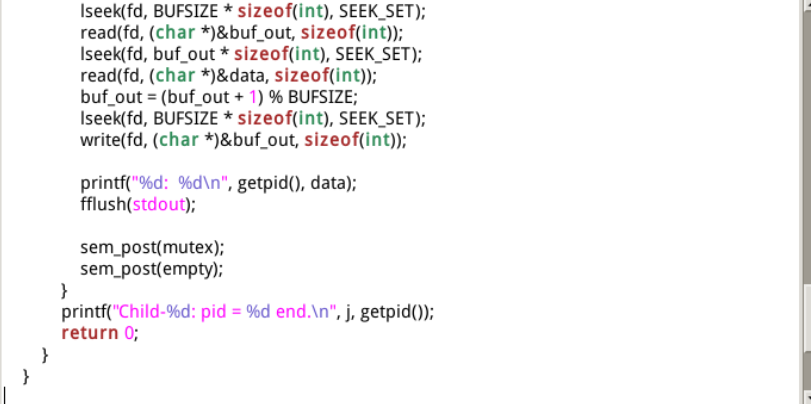 lseek(fd, BUFSIZE * sizeof(int), SEEK_SET);
read(fd, (char *)&buf_out, sizeof(int));
lseek(fd, buf_out * sizeof(int), SEEK_SET);
read(fd, (char *)&data, sizeof(int));
buf_out = (buf_out + 1) % BUFSIZE;
lseek(fd, BUFSIZE * sizeof(int), SEEK_SET);
write(fd, (char *)&buf_out, sizeof(int));
printf("%d:  %d\n", getpid(), data);
fflush(stdout);
sem_post(mutex);
sem_post(empty);
}
printf("Child-%d: pid = %d end.\n", j, getpid());
return 0;
}
}